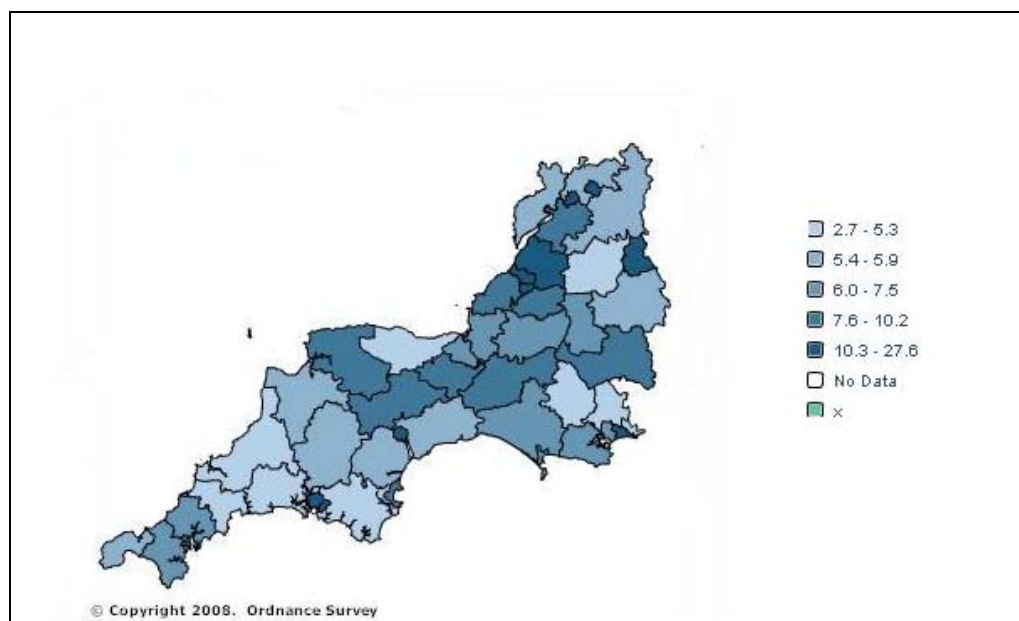 2.7 - 5.3
5.4 - 5.9
6.0 - 7.5
7.6 - 10.2
10.3 - 27.6
No Data
x
© Copyright 2008. Ordnance Survey